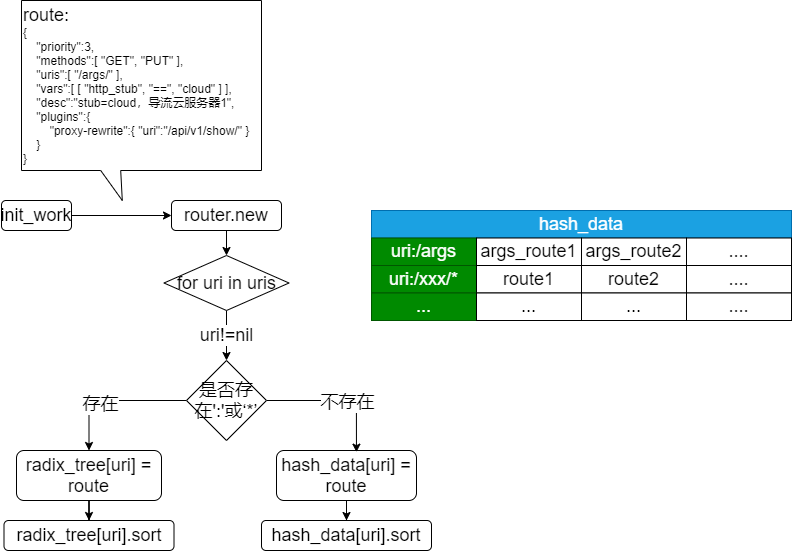 route:
{
"priority":3,
"methods":[ "GET", "PUT" ],
"uris":[ "/args/" ],
"vars":[ [ "http_stub", "==", "cloud" ] ],
"desc":"stub=cloud，导流云服务器1",
"plugins":{
"proxy-rewrite":{ "uri":"/api/v1/show/" }
}
}
init_work
router.new
for uri in uris
uri!=nil
是否存
在':'或‘*’
存在
不存在
radix_tree[uri] =
route
hash_data[uri] =
route
radix_tree[uri].sort
hash_data[uri].sort
hash_data
uri:/args args_route1 args_route2 ....
uri:/xxx/* route1 route2 ....
... ... ... ....